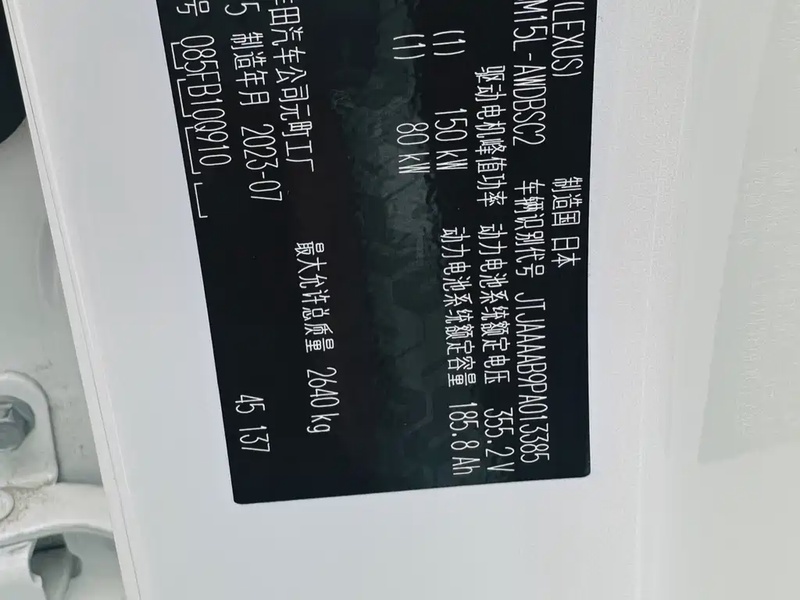 (LEXUS) 制造国 日本
M15L-AWDBSC2 车辆识别代号 JTJAAAAB9PA013385
驱动电机峰值功率 动力电池系统额定电压 355.2 V
(1) 150 kW 动力电池系统额定容量 185.8 Ah
(1) 80 kW
最大允许总质量 2640 kg
丰田汽车公司元町工厂
5 制造年月 2023-07 45 137
号 085FB10Q910